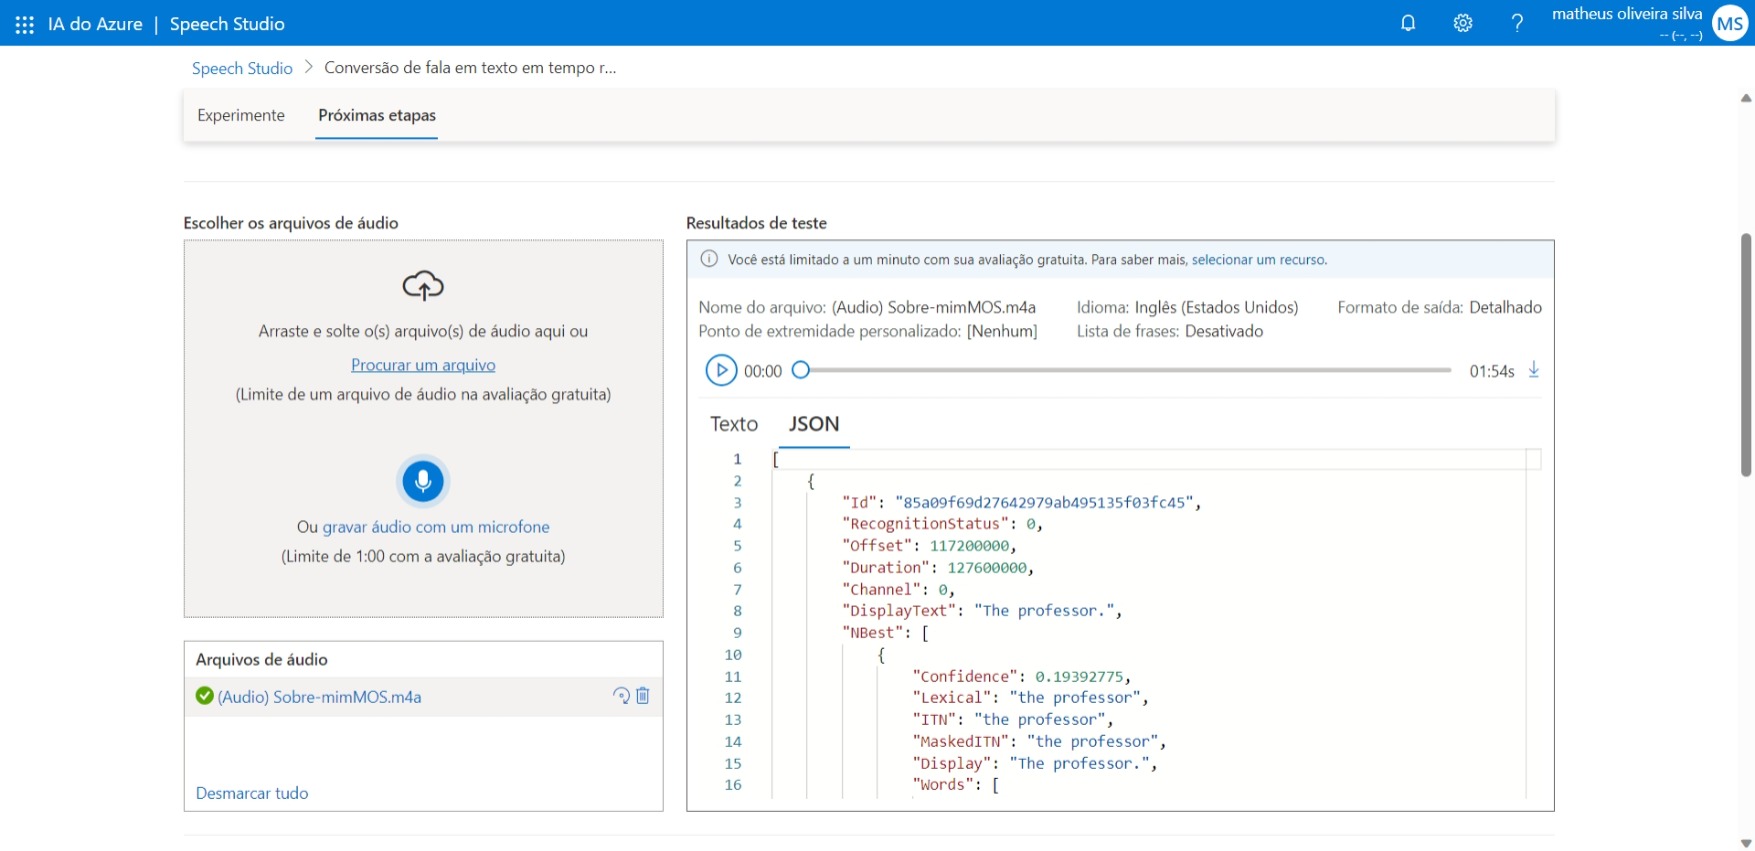 IA do Azure | Speech Studio
matheus oliveira silva
-- (--, --)
MS
Speech Studio > Conversão de fala em texto em tempo r...
Experimente
Próximas etapas
Escolher os arquivos de áudio
Arraste e solte o(s) arquivo(s) de áudio aqui ou
Procurar um arquivo
(Limite de um arquivo de áudio na avaliação gratuita)
Ou gravar áudio com um microfone
(Limite de 1:00 com a avaliação gratuita)
Arquivos de áudio
(Audio) Sobre-mimMOS.m4a
Desmarcar tudo
Resultados de teste
Você está limitado a um minuto com sua avaliação gratuita. Para saber mais, selecionar um recurso.
Nome do arquivo: (Audio) Sobre-mimMOS.m4a Idioma: Inglês (Estados Unidos) Formato de saída: Detalhado
Ponto de extremidade personalizado: [Nenhum] Lista de frases: Desativado
00:00 01:54s
Texto JSON
1 [
2 {
3 "Id": "85a09f69d27642979ab495135f03fc45",
4 "RecognitionStatus": 0,
5 "Offset": 117200000,
6 "Duration": 127600000,
7 "Channel": 0,
8 "DisplayText": "The professor.",
9 "NBest": [
10 {
11 "Confidence": 0.19392775,
12 "Lexical": "the professor",
13 "ITN": "the professor",
14 "MaskedITN": "the professor",
15 "Display": "The professor.",
16 "Words": [